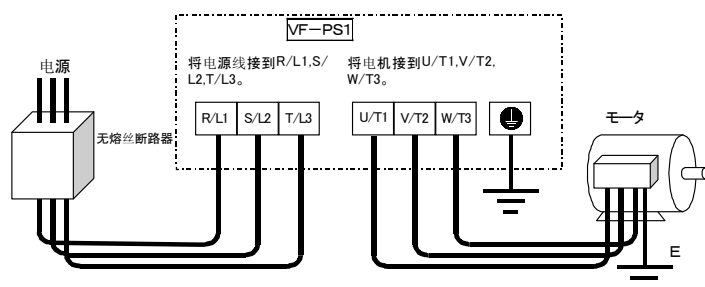 VF－PS1
将电源线接到R/L1,S/
L2,T/L3。
将电机接到U/T1,V/T2,
W/T3。
电源
R/L1 S/L2 T/L3 U/T1 V/T2 W/T3
无熔丝断路器
モータ
E